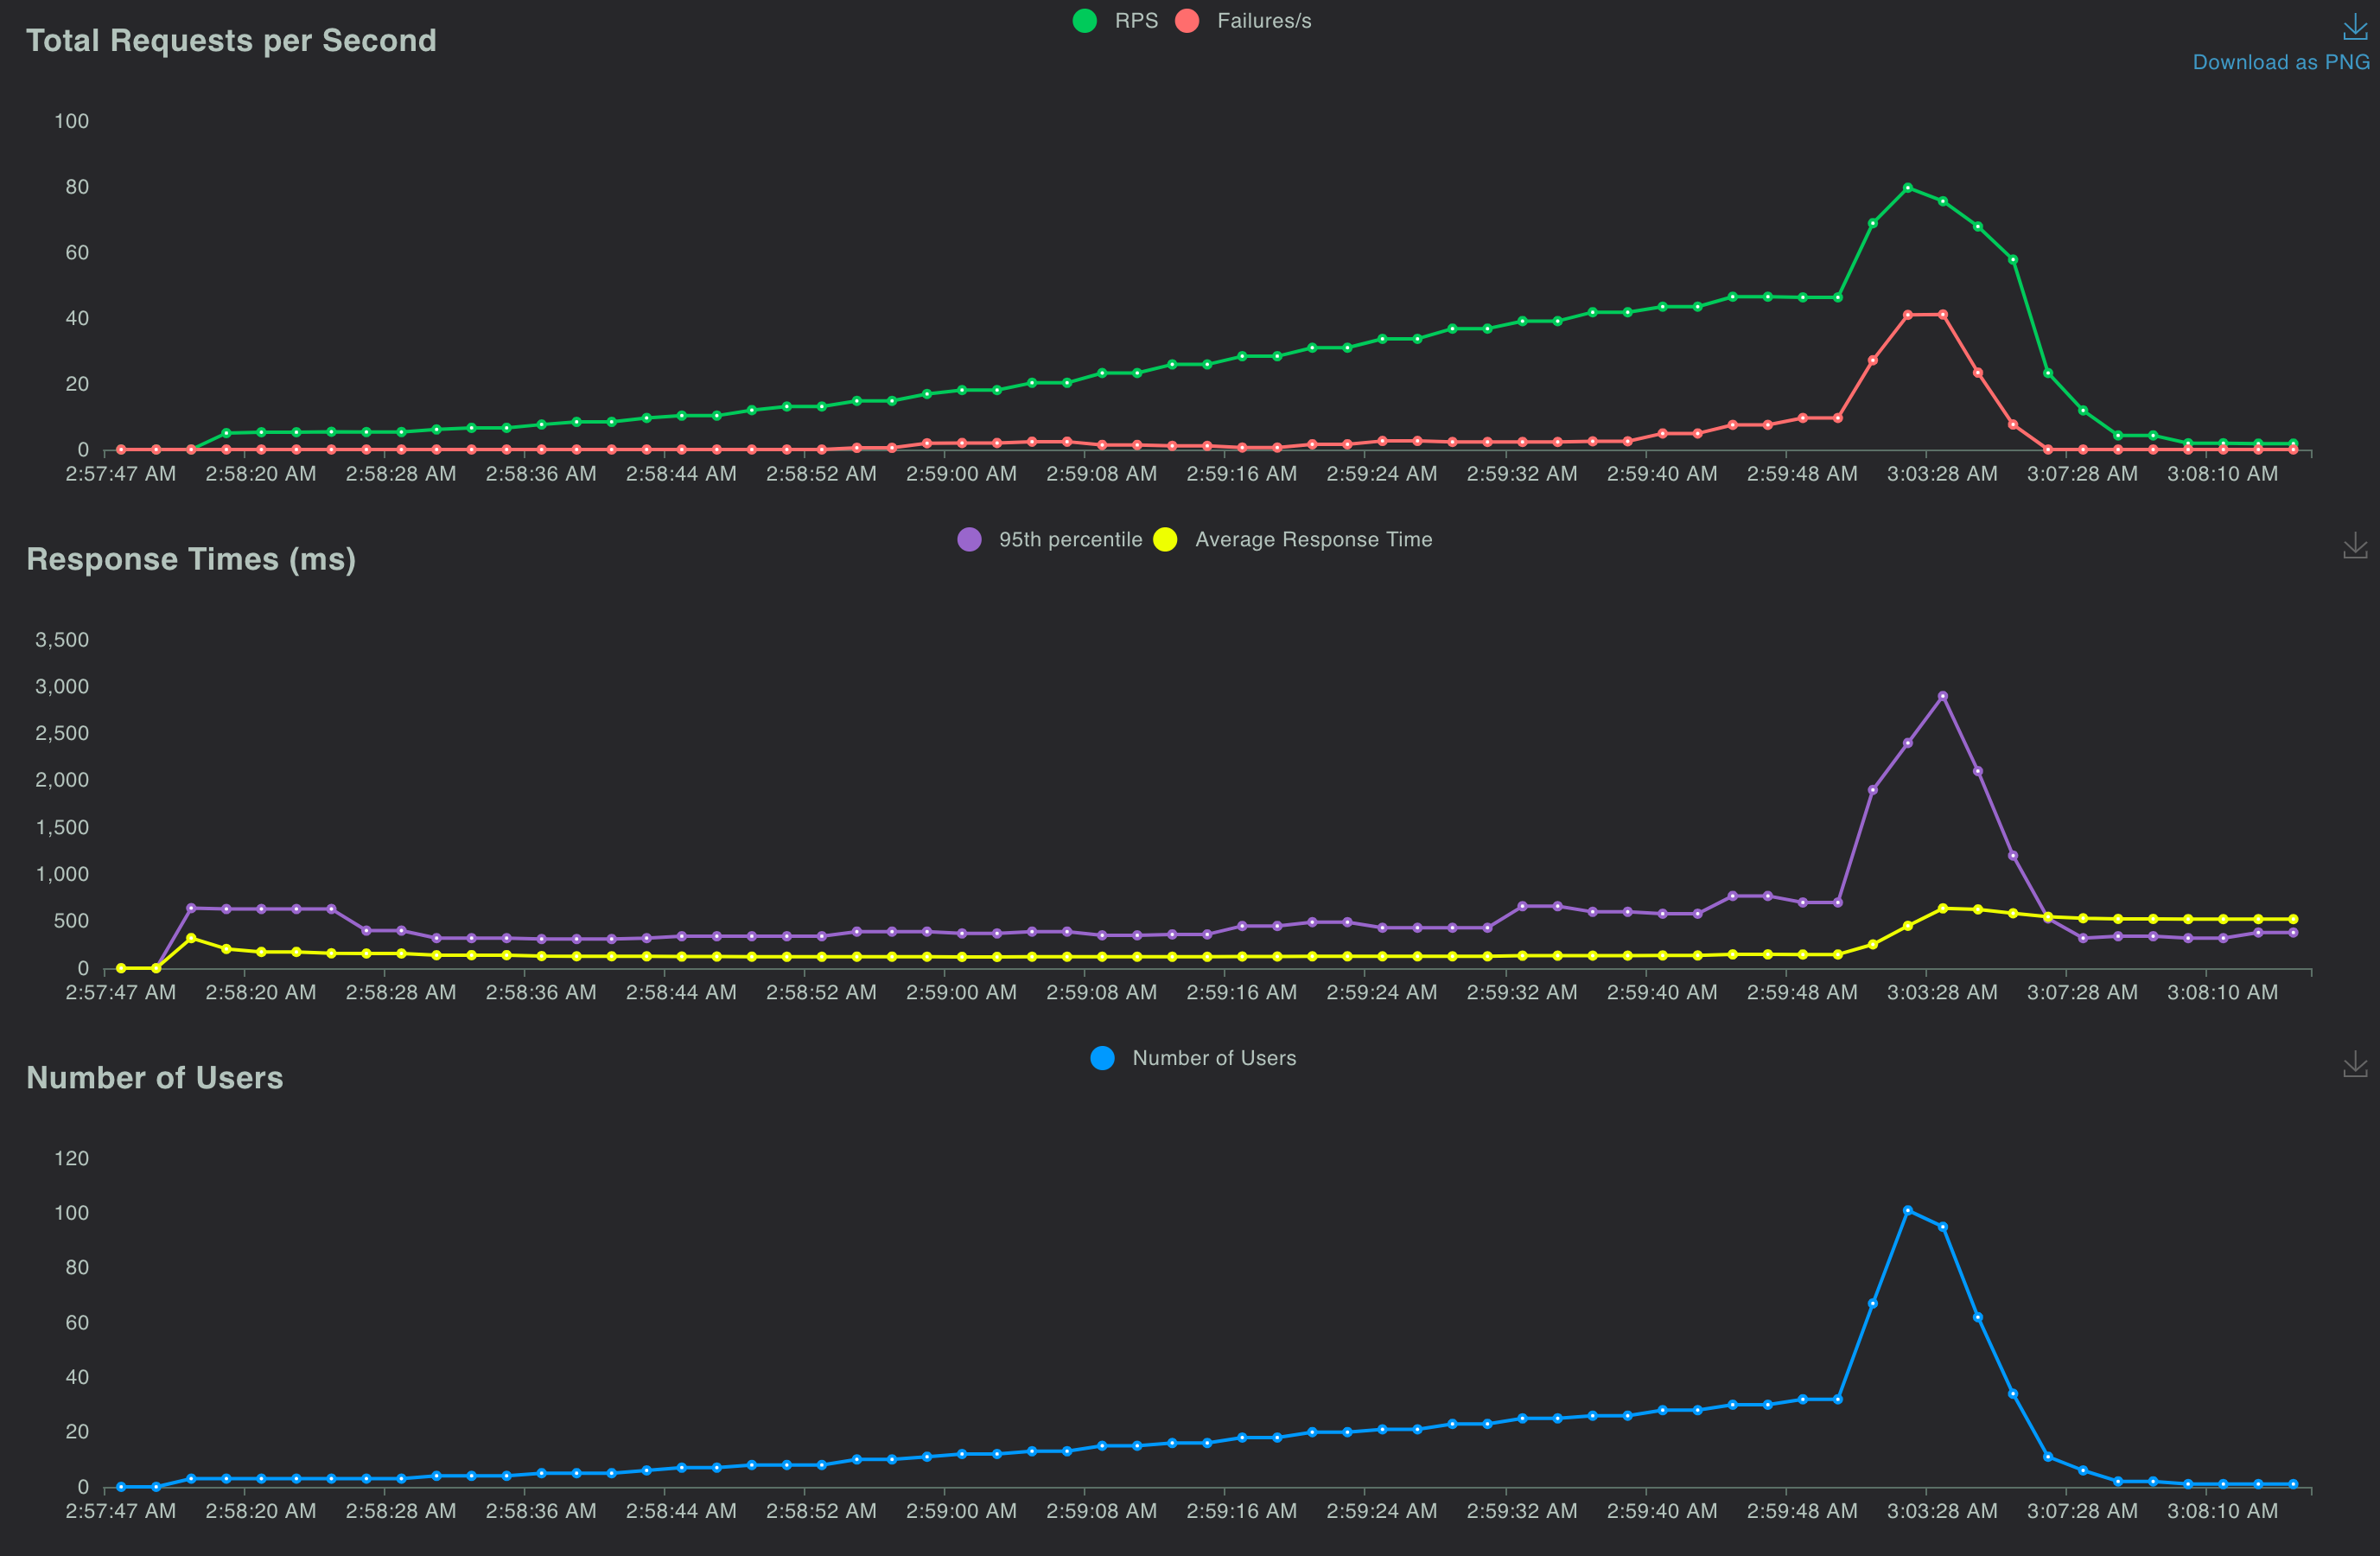 RPS Failures/s
Total Requests per Second
Download as PNG
100
80
60
40
20
0
2:57:47 AM 2:58:20 AM 2:58:28 AM 2:58:36 AM 2:58:44 AM 2:58:52 AM 2:59:00 AM 2:59:08 AM 2:59:16 AM 2:59:24 AM 2:59:32 AM 2:59:40 AM 2:59:48 AM 3:03:28 AM 3:07:28 AM 3:08:10 AM
95th percentile Average Response Time
Response Times (ms)
3,500
3,000
2,500
2,000
1,500
1,000
500
0
2:57:47 AM 2:58:20 AM 2:58:28 AM 2:58:36 AM 2:58:44 AM 2:58:52 AM 2:59:00 AM 2:59:08 AM 2:59:16 AM 2:59:24 AM 2:59:32 AM 2:59:40 AM 2:59:48 AM 3:03:28 AM 3:07:28 AM 3:08:10 AM
Number of Users
Number of Users
120
100
80
60
40
20
0
2:57:47 AM 2:58:20 AM 2:58:28 AM 2:58:36 AM 2:58:44 AM 2:58:52 AM 2:59:00 AM 2:59:08 AM 2:59:16 AM 2:59:24 AM 2:59:32 AM 2:59:40 AM 2:59:48 AM 3:03:28 AM 3:07:28 AM 3:08:10 AM